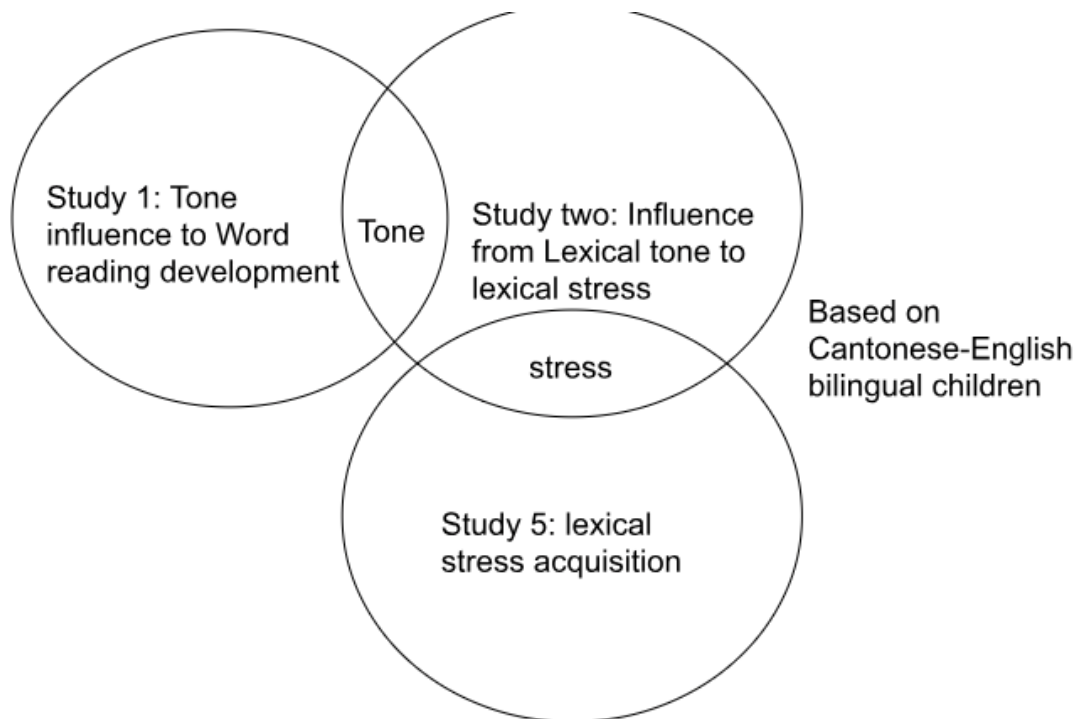 Study 1: Tone
influence to Word
reading development
Tone
Study two: Influence
from Lexical tone to
lexical stress
Based on
Cantonese-English
bilingual children
stress
Study 5: lexical
stress acquisition